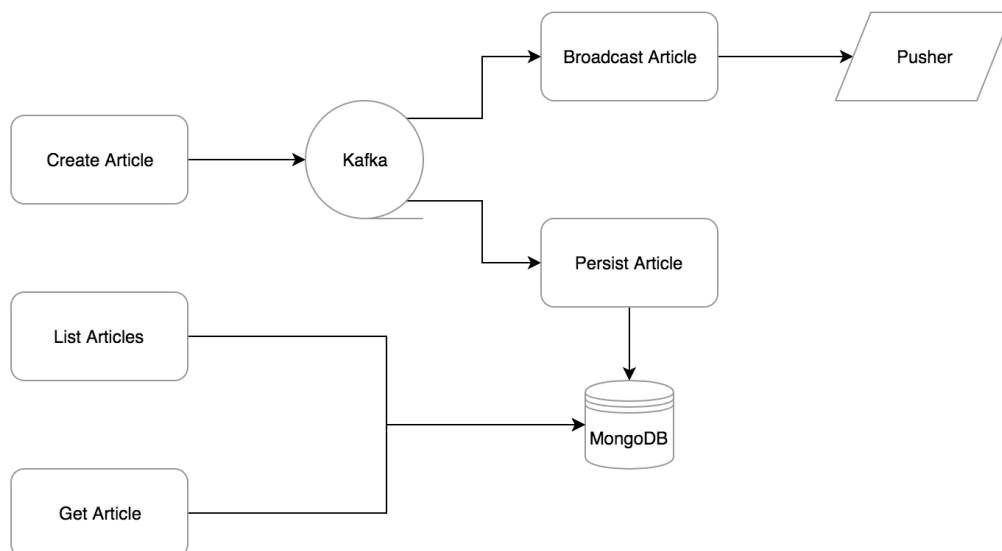 Broadcast Article
Pusher
Create Article
Kafka
Persist Article
List Articles
MongoDB
Get Article